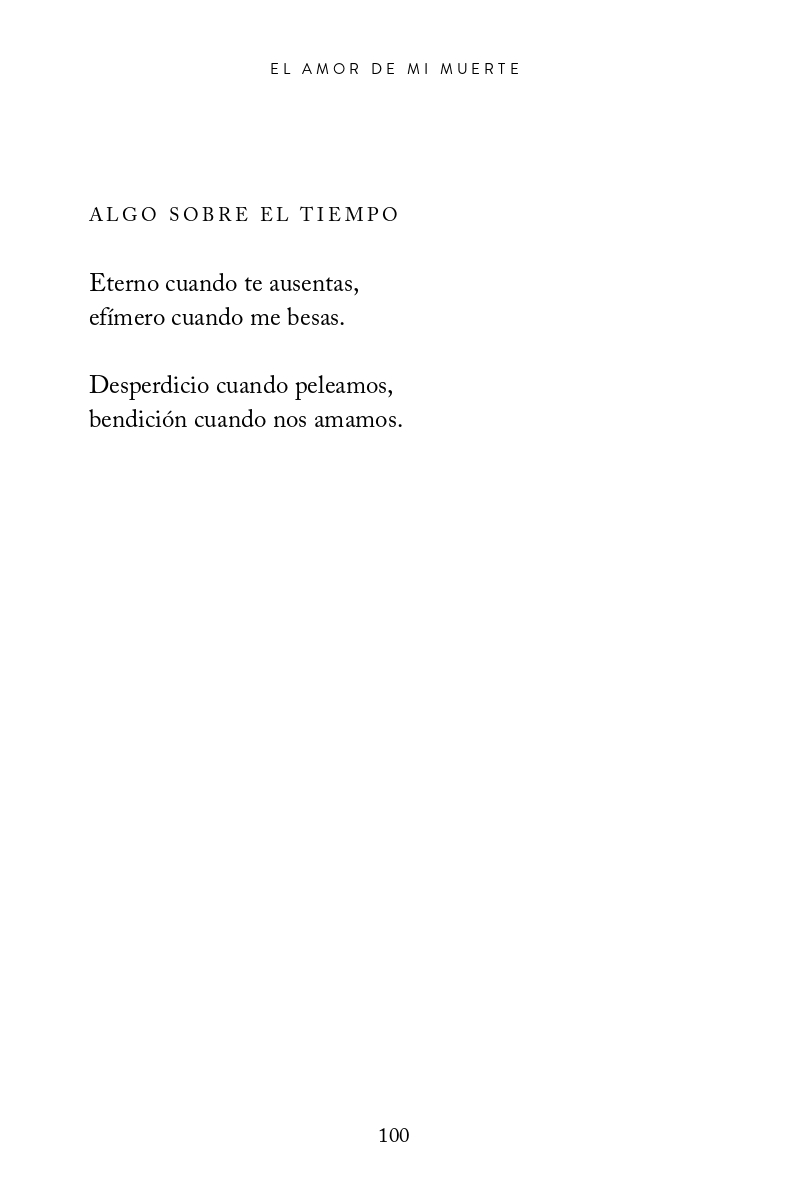 EL AMOR DE MI MUERTE
ALGO SOBRE EL TIEMPO
Eterno cuando te ausentas,
efímero cuando me besas.
Desperdicio cuando peleamos,
bendición cuando nos amamos.
100